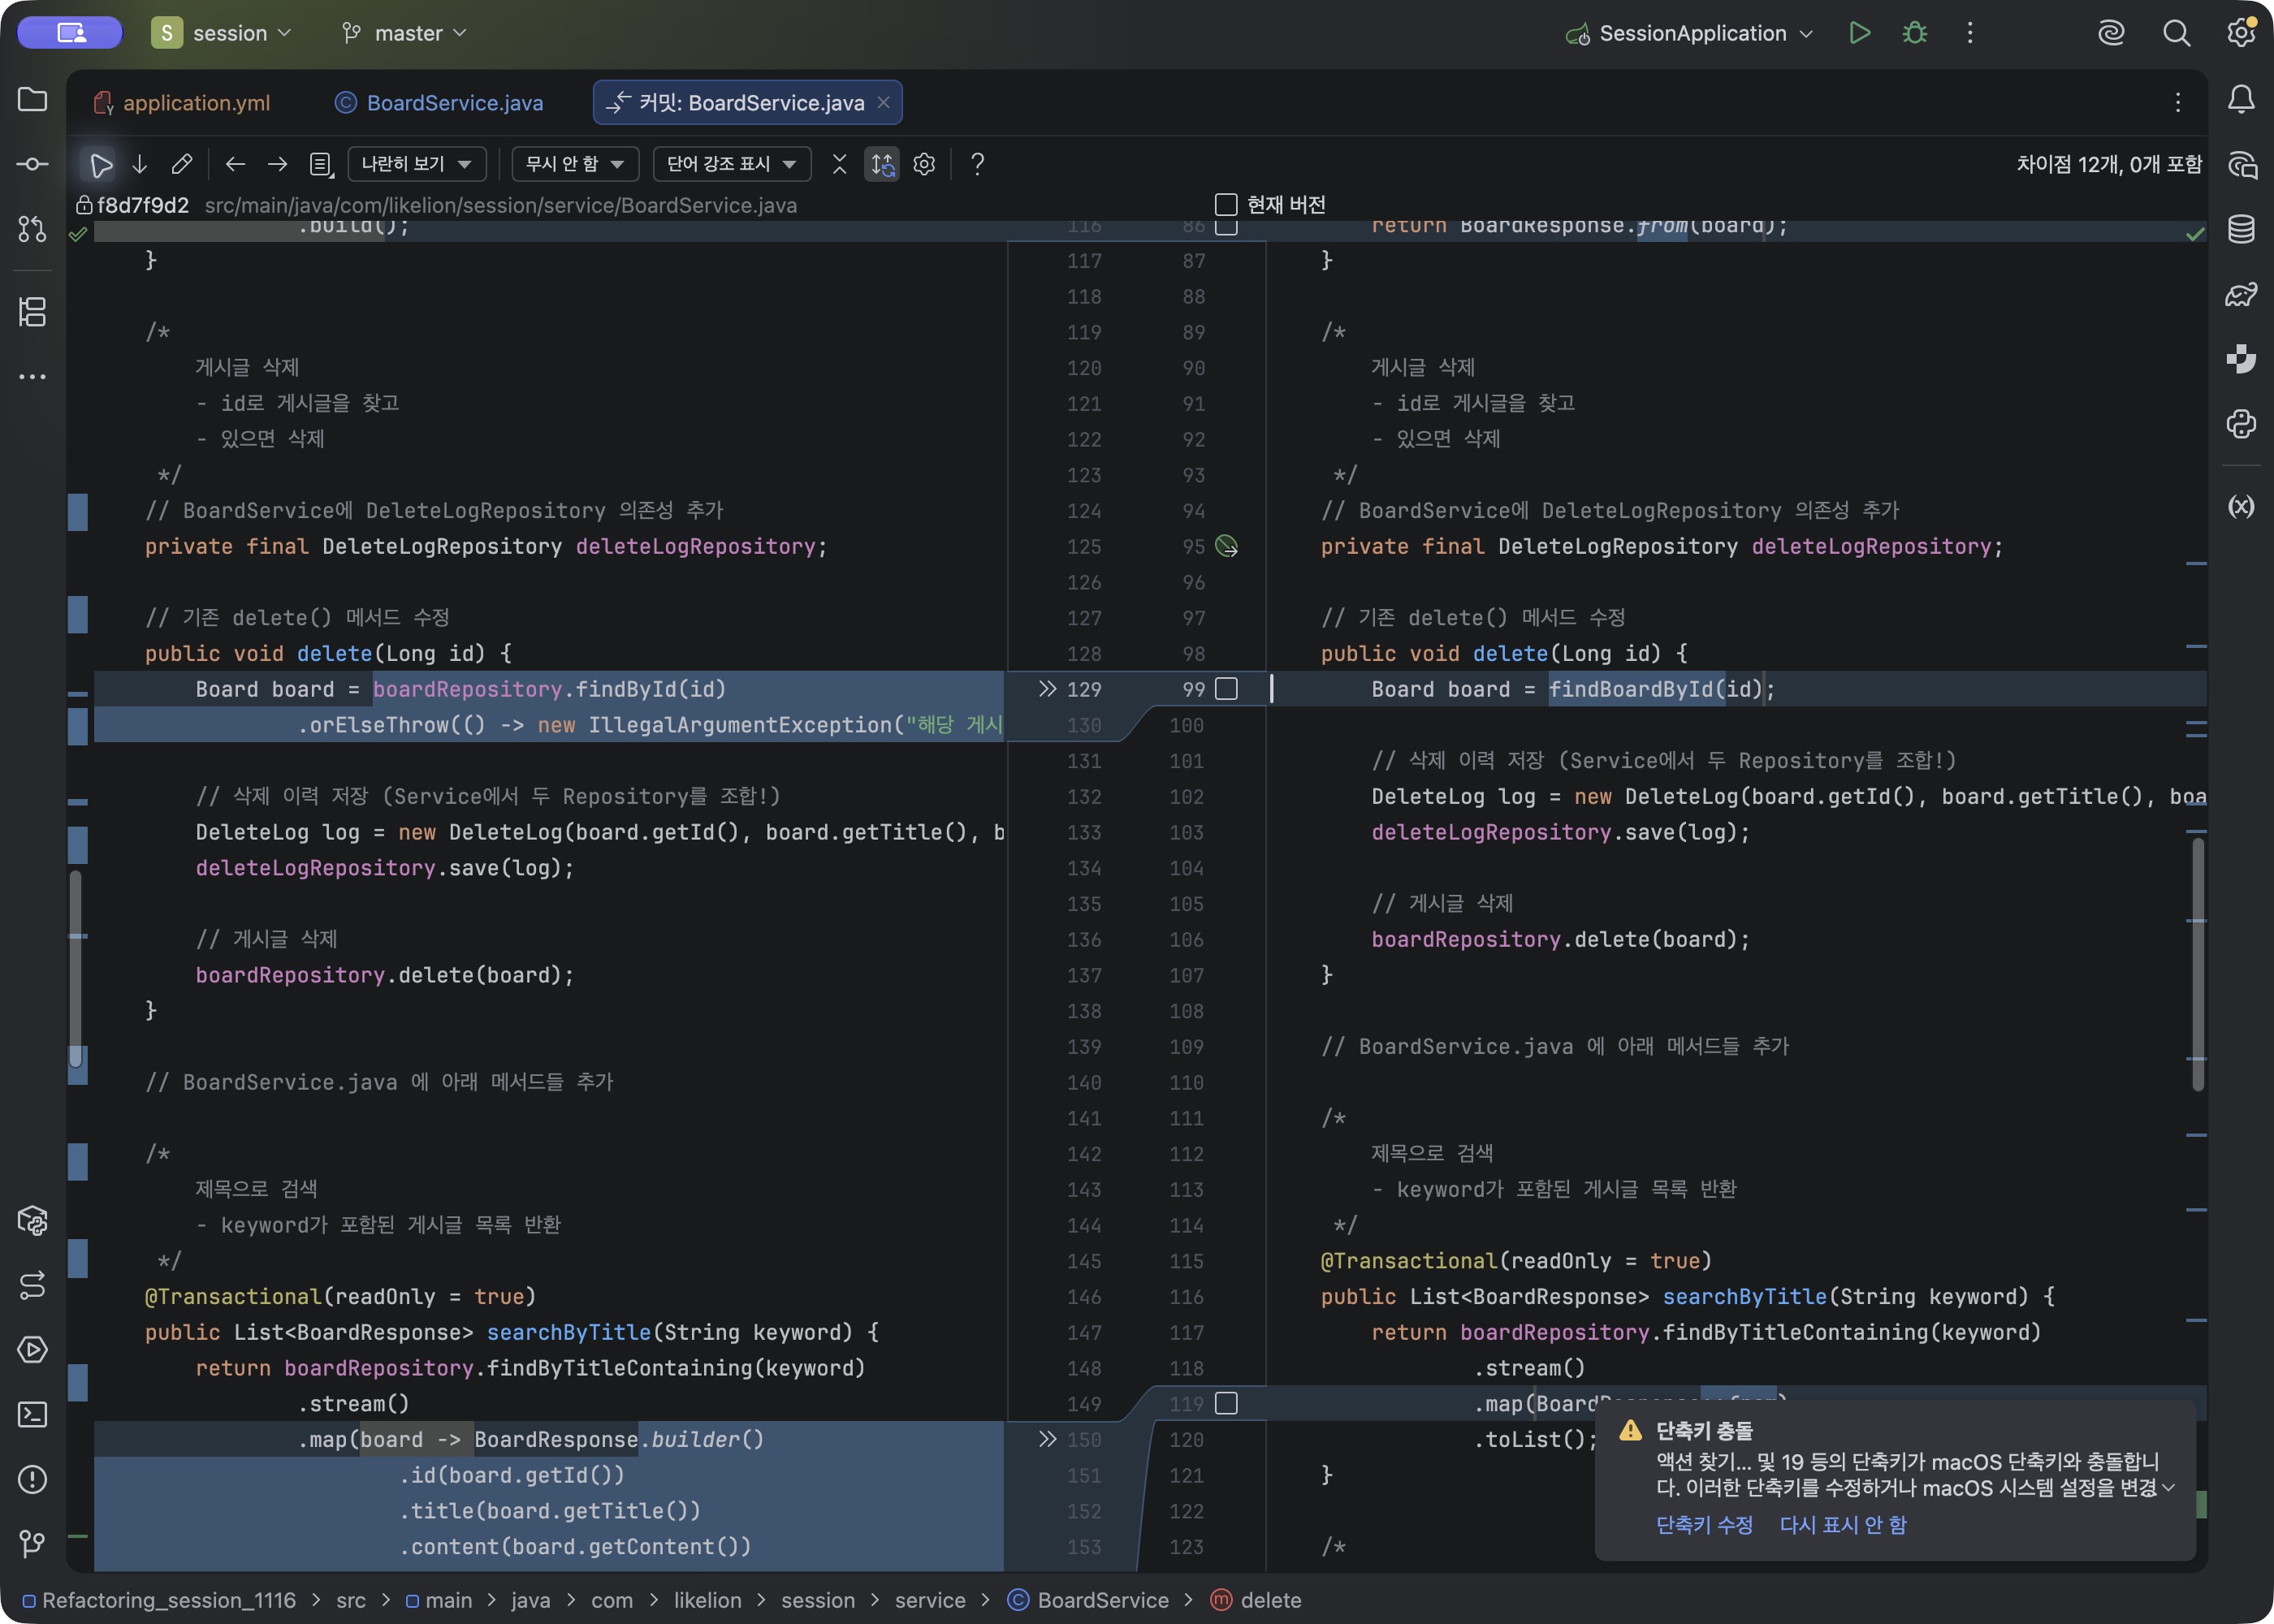 S session master SessionApplication
application.yml BoardService.java 커밋: BoardService.java
나란히 보기 무시 안 함 단어 강조 표시 ? 차이점 12개, 0개 포함
f8d7f9d2 src/main/java/com/likelion/session/service/BoardService.java 현재 버전
.build(); 116 86 return BoardResponse.from(board);
} 117 87 }
118 88
/* 119 89 /*
게시글 삭제 120 90 게시글 삭제
- id로 게시글을 찾고 121 91 - id로 게시글을 찾고
- 있으면 삭제 122 92 - 있으면 삭제
*/ 123 93 */
// BoardService에 DeleteLogRepository 의존성 추가 124 94 // BoardService에 DeleteLogRepository 의존성 추가
private final DeleteLogRepository deleteLogRepository; 125 95 private final DeleteLogRepository deleteLogRepository;
126 96
// 기존 delete() 메서드 수정 127 97 // 기존 delete() 메서드 수정
public void delete(Long id) { 128 98 public void delete(Long id) {
Board board = boardRepository.findById(id) 129 99 Board board = findBoardById(id);
.orElseThrow(() -> new IllegalArgumentException("해당 게시 130 100
131 101 // 삭제 이력 저장 (Service에서 두 Repository를 조합!)
// 삭제 이력 저장 (Service에서 두 Repository를 조합!) 132 102 DeleteLog log = new DeleteLog(board.getId(), board.getTitle(), boa
DeleteLog log = new DeleteLog(board.getId(), board.getTitle(), b 133 103 deleteLogRepository.save(log);
deleteLogRepository.save(log); 134 104
135 105 // 게시글 삭제
// 게시글 삭제 136 106 boardRepository.delete(board);
boardRepository.delete(board); 137 107 }
} 138 108
139 109 // BoardService.java 에 아래 메서드들 추가
// BoardService.java 에 아래 메서드들 추가 140 110
141 111 /*
/* 142 112 제목으로 검색
제목으로 검색 143 113 - keyword가 포함된 게시글 목록 반환
- keyword가 포함된 게시글 목록 반환 144 114 */
*/ 145 115 @Transactional(readOnly = true)
@Transactional(readOnly = true) 146 116 public List<BoardResponse> searchByTitle(String keyword) {
public List<BoardResponse> searchByTitle(String keyword) { 147 117 return boardRepository.findByTitleContaining(keyword)
return boardRepository.findByTitleContaining(keyword) 148 118 .stream()
.stream() 149 119 .map(
.map(board -> BoardResponse.builder() 150 120 .toList();
.id(board.getId()) 151 121 }
.title(board.getTitle()) 152 122
.content(board.getContent()) 153 123 /*
단축키 충돌
액션 찾기... 및 19 등의 단축키가 macOS 단축키와 충돌합니
다. 이러한 단축키를 수정하거나 macOS 시스템 설정을 변경
단축키 수정 다시 표시 안 함
Refactoring_session_1116 > src > main > java > com > likelion > session > service > BoardService > delete